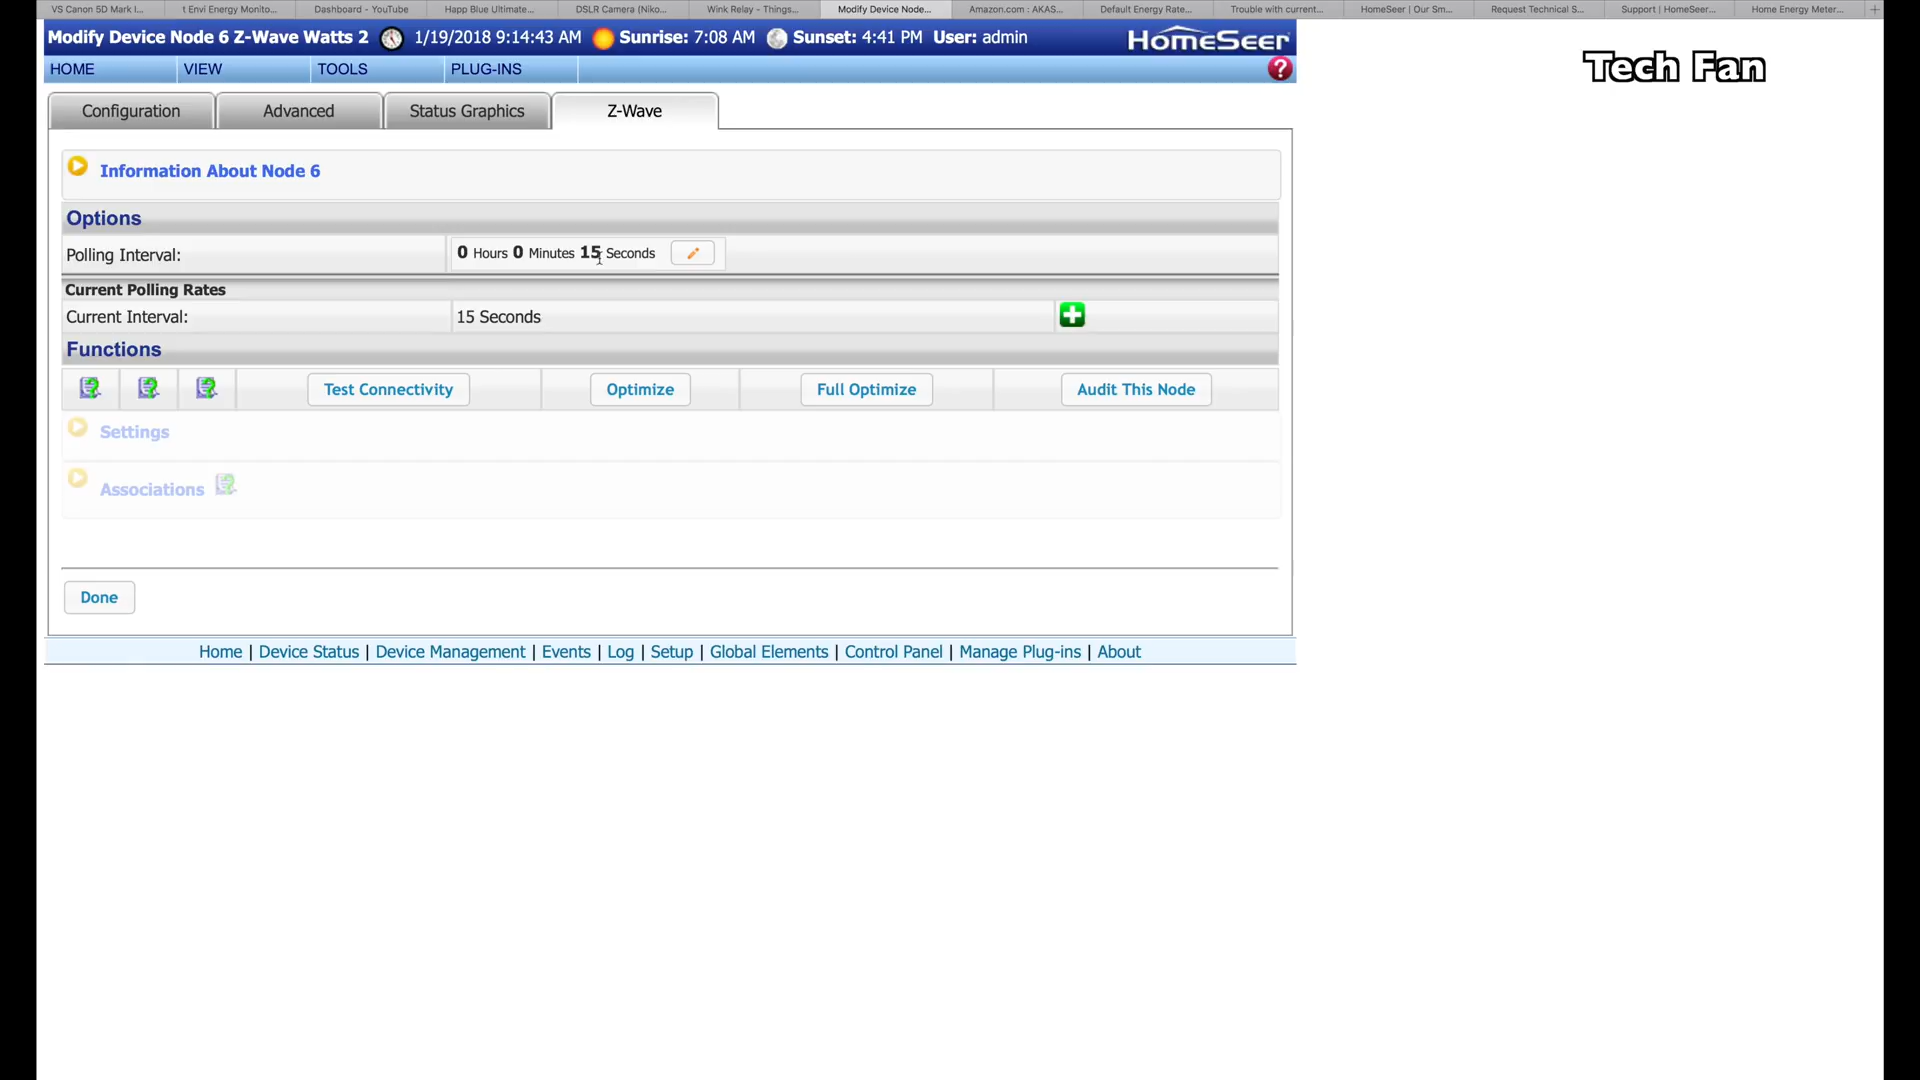 VS Canon 5D Mark I... t Envi Energy Monito... Dashboard - YouTube Happ Blue Ultimate... DSLR Camera (Niko... Wink Relay - Things... Modify Device Node... Amazon.com : AKAS... Default Energy Rate... Trouble with current... HomeSeer | Our Sm... Request Technical S... Support | HomeSeer... Home Energy Meter...
Modify Device Node 6 Z-Wave Watts 2 1/19/2018 9:14:43 AM Sunrise: 7:08 AM Sunset: 4:41 PM User: admin HomeSeer
Tech Fan
HOME VIEW TOOLS PLUG-INS ?
Configuration Advanced Status Graphics Z-Wave
Information About Node 6
Options
Polling Interval: 0 Hours 0 Minutes 15 Seconds
Current Polling Rates
Current Interval: 15 Seconds
Functions
Test Connectivity Optimize Full Optimize Audit This Node
Settings
Associations
Done
Home | Device Status | Device Management | Events | Log | Setup | Global Elements | Control Panel | Manage Plug-ins | About